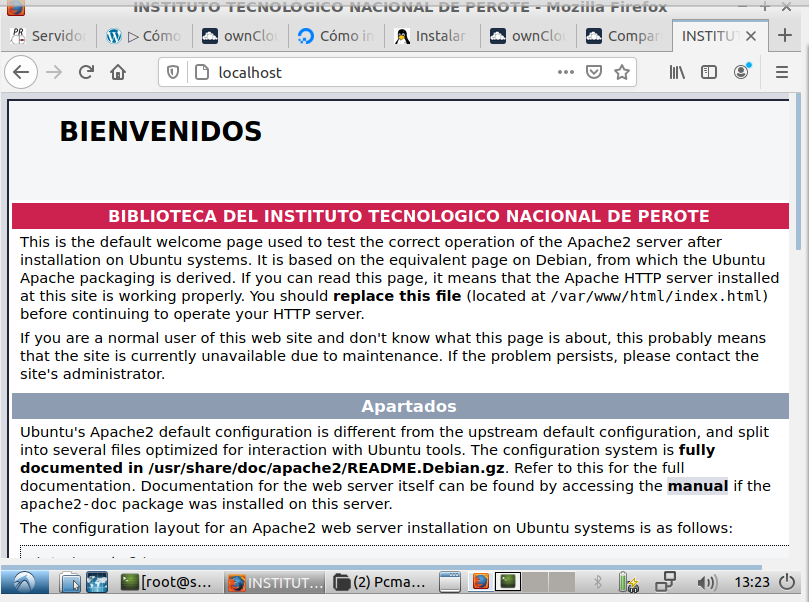 INSTITUTO TECNOLOGICO NACIONAL DE PEROTE - Mozilla Firefox
Servido
▷ Cómo
ownClo
Cómo in
Instalar
ownClo
Compar
INSTITUT
localhost
BIENVENIDOS
BIBLIOTECA DEL INSTITUTO TECNOLOGICO NACIONAL DE PEROTE
This is the default welcome page used to test the correct operation of the Apache2 server after
installation on Ubuntu systems. It is based on the equivalent page on Debian, from which the Ubuntu
Apache packaging is derived. If you can read this page, it means that the Apache HTTP server installed
at this site is working properly. You should replace this file (located at /var/www/html/index.html)
before continuing to operate your HTTP server.
If you are a normal user of this web site and don't know what this page is about, this probably means
that the site is currently unavailable due to maintenance. If the problem persists, please contact the
site's administrator.
Apartados
Ubuntu's Apache2 default configuration is different from the upstream default configuration, and split
into several files optimized for interaction with Ubuntu tools. The configuration system is fully
documented in /usr/share/doc/apache2/README.Debian.gz. Refer to this for the full
documentation. Documentation for the web server itself can be found by accessing the manual if the
apache2-doc package was installed on this server.
The configuration layout for an Apache2 web server installation on Ubuntu systems is as follows:
[root@s...
INSTITUT...
(2) Pcma...
13:23